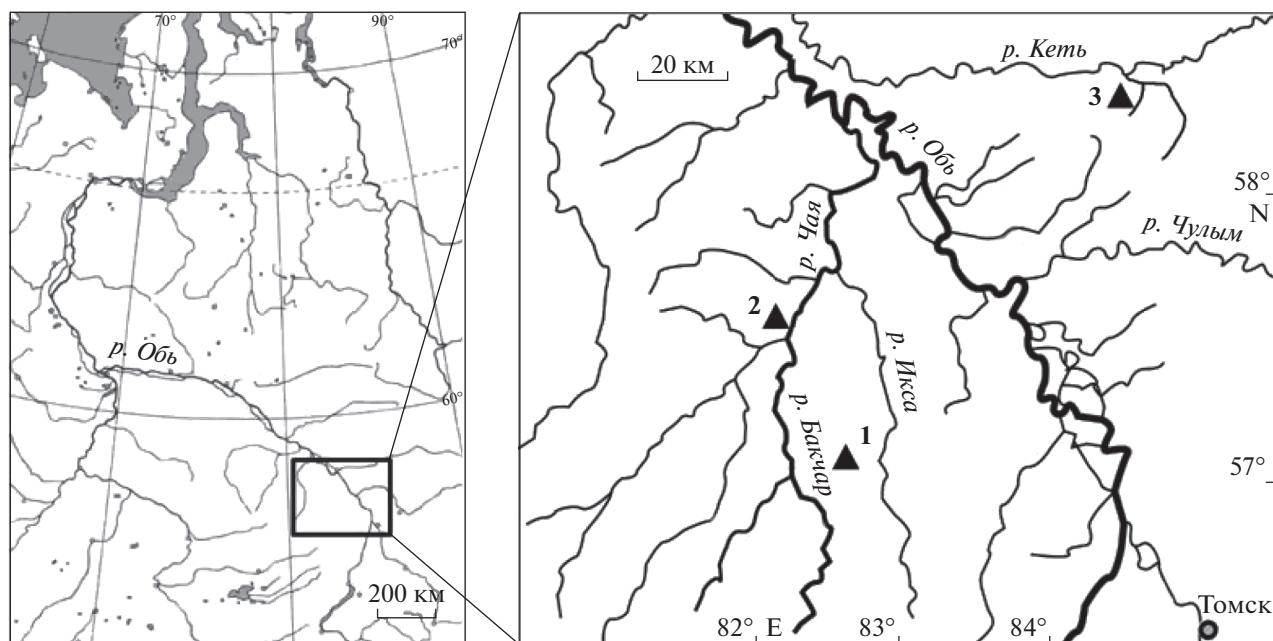 70°
90°
70°
р. Обь
60°
200 км
20 км
р. Кеть
3
р. Обь
58°
N
р. Чулым
р. Чая
2
р. Икса
р. Бакчар
1
57°
Томск
82° E
83°
84°